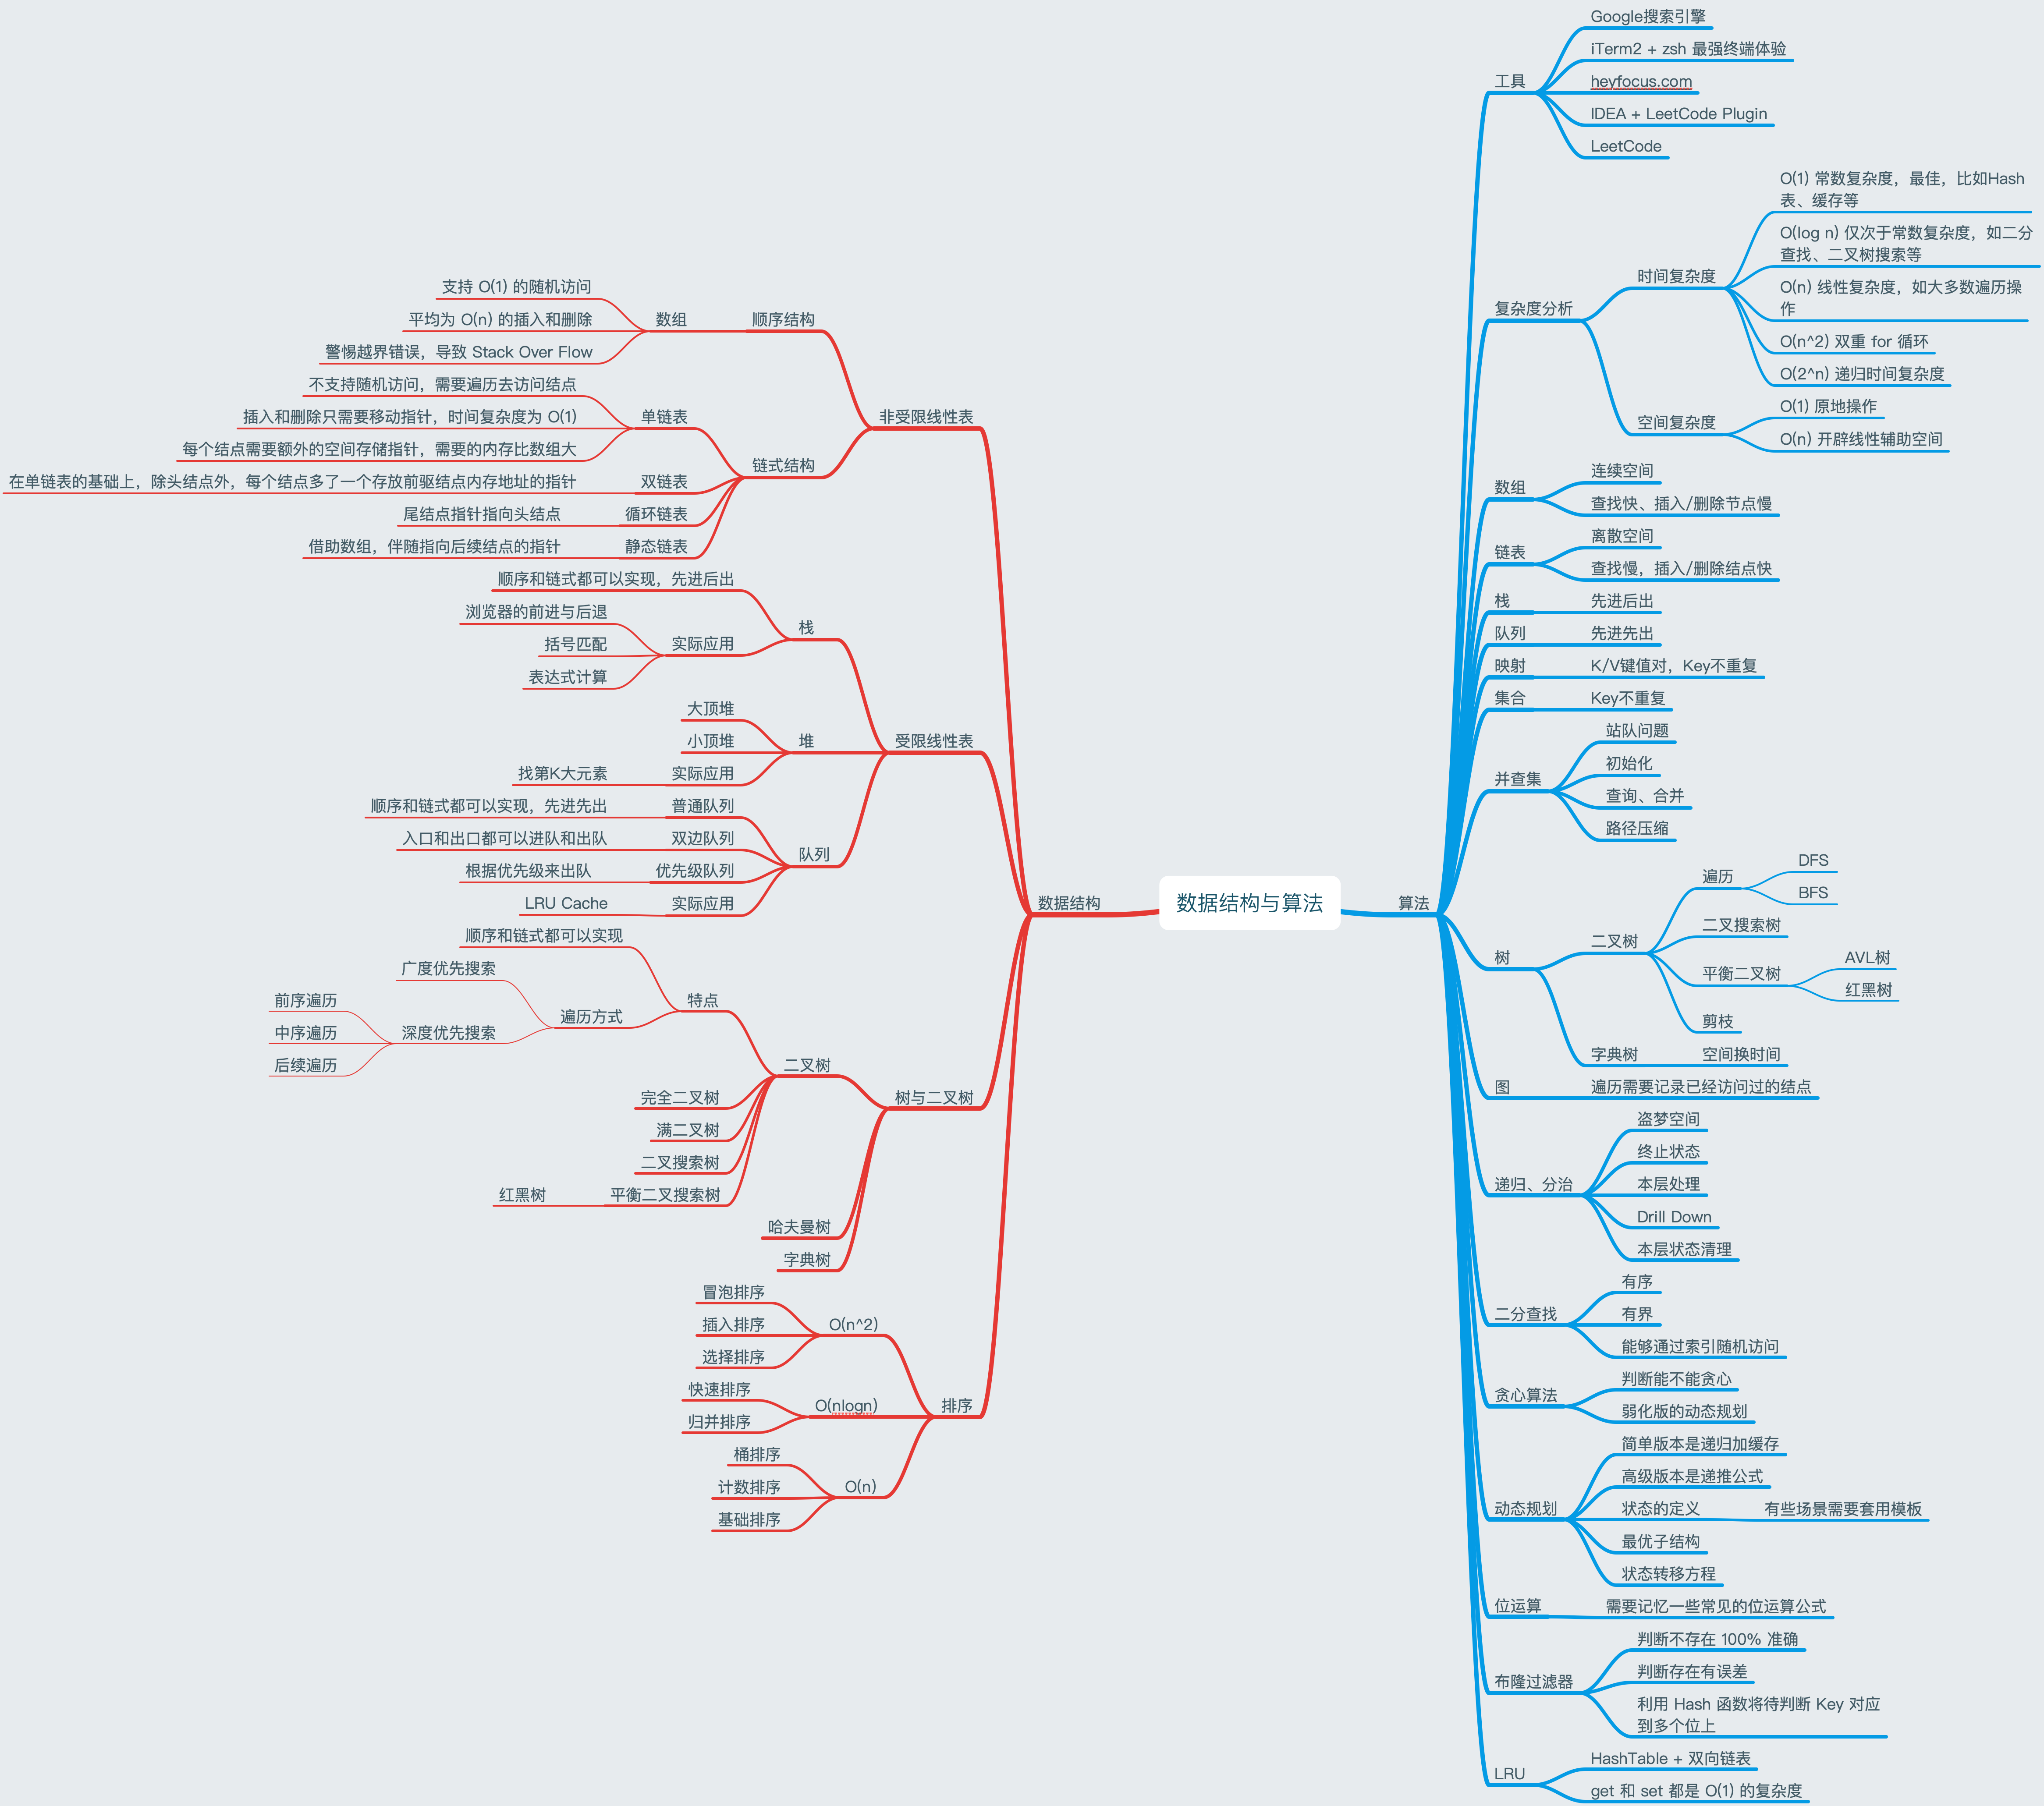 数据结构与算法
数据结构
非受限线性表
顺序结构
数组
支持 O(1) 的随机访问
平均为 O(n) 的插入和删除
警惕越界错误，导致 Stack Over Flow
链式结构
单链表
不支持随机访问，需要遍历去访问结点
插入和删除只需要移动指针，时间复杂度为 O(1)
每个结点需要额外的空间存储指针，需要的内存比数组大
双链表
在单链表的基础上，除头结点外，每个结点多了一个存放前驱结点内存地址的指针
循环链表
尾结点指针指向头结点
静态链表
借助数组，伴随指向后续结点的指针
受限线性表
栈
顺序和链式都可以实现，先进后出
实际应用
浏览器的前进与后退
括号匹配
表达式计算
堆
大顶堆
小顶堆
实际应用
找第K大元素
队列
普通队列
顺序和链式都可以实现，先进先出
双边队列
入口和出口都可以进队和出队
优先级队列
根据优先级来出队
实际应用
LRU Cache
树与二叉树
二叉树
特点
顺序和链式都可以实现
遍历方式
广度优先搜索
深度优先搜索
前序遍历
中序遍历
后续遍历
完全二叉树
满二叉树
二叉搜索树
平衡二叉搜索树
红黑树
哈夫曼树
字典树
排序
O(n^2)
冒泡排序
插入排序
选择排序
O(nlogn)
快速排序
归并排序
O(n)
桶排序
计数排序
基础排序
算法
工具
Google搜索引擎
iTerm2 + zsh 最强终端体验
heyfocus.com
IDEA + LeetCode Plugin
LeetCode
复杂度分析
时间复杂度
O(1) 常数复杂度，最佳，比如Hash
表、缓存等
O(log n) 仅次于常数复杂度，如二分
查找、二叉树搜索等
O(n) 线性复杂度，如大多数遍历操
作
O(n^2) 双重 for 循环
O(2^n) 递归时间复杂度
空间复杂度
O(1) 原地操作
O(n) 开辟线性辅助空间
数组
连续空间
查找快、插入/删除节点慢
链表
离散空间
查找慢，插入/删除结点快
栈
先进后出
队列
先进先出
映射
K/V键值对，Key不重复
集合
Key不重复
并查集
站队问题
初始化
查询、合并
路径压缩
树
二叉树
遍历
DFS
BFS
二叉搜索树
平衡二叉树
AVL树
红黑树
剪枝
字典树
空间换时间
图
遍历需要记录已经访问过的结点
递归、分治
盗梦空间
终止状态
本层处理
Drill Down
本层状态清理
二分查找
有序
有界
能够通过索引随机访问
贪心算法
判断能不能贪心
弱化版的动态规划
动态规划
简单版本是递归加缓存
高级版本是递推公式
状态的定义
有些场景需要套用模板
最优子结构
状态转移方程
位运算
需要记忆一些常见的位运算公式
布隆过滤器
判断不存在 100% 准确
判断存在有误差
利用 Hash 函数将待判断 Key 对应
到多个位上
LRU
HashTable + 双向链表
get 和 set 都是 O(1) 的复杂度